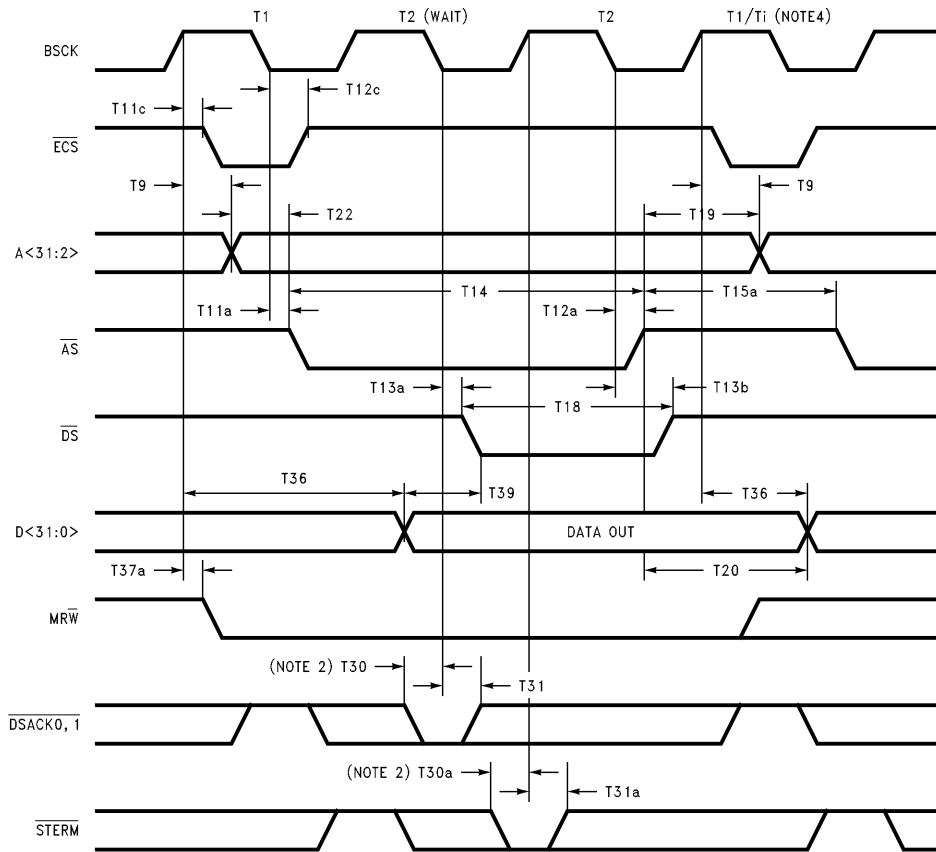 T1 T2 (WAIT) T2 T1/Ti (NOTE4)
BSCK
T11c T12c
ECS
T9 T9
T22 T19
A<31:2>
T14 T15a
T11a T12a
AS
T13a T13b
T18
DS
T36 T39 T36
D<31:0> DATA OUT
T37a T20
MRW
(NOTE 2) T30
T31
DSACK0, 1
(NOTE 2) T30a
T31a
STERM